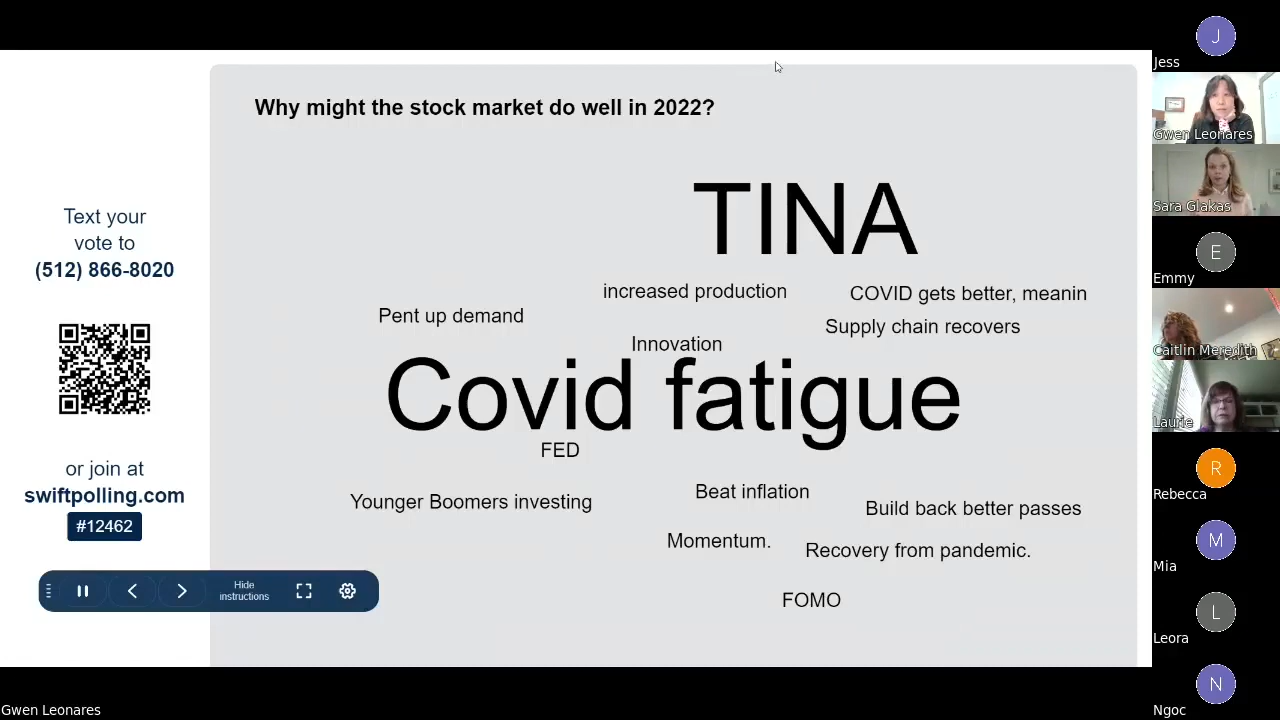 Why might the stock market do well in 2022?
Text your
vote to
(512) 866-8020
or join at
swiftpolling.com
#12462
TINA
increased production
COVID gets better, meanin
Pent up demand
Supply chain recovers
Innovation
Covid fatigue
FED
Beat inflation
Younger Boomers investing
Build back better passes
Momentum.
Recovery from pandemic.
FOMO
Hide
instructions
J
Jess
Gwen Leonares
Sara Glakas
E
Emmy
Caitlin Meredith
Laurie
R
Rebecca
M
Mia
L
Leora
N
Ngoc
Gwen Leonares